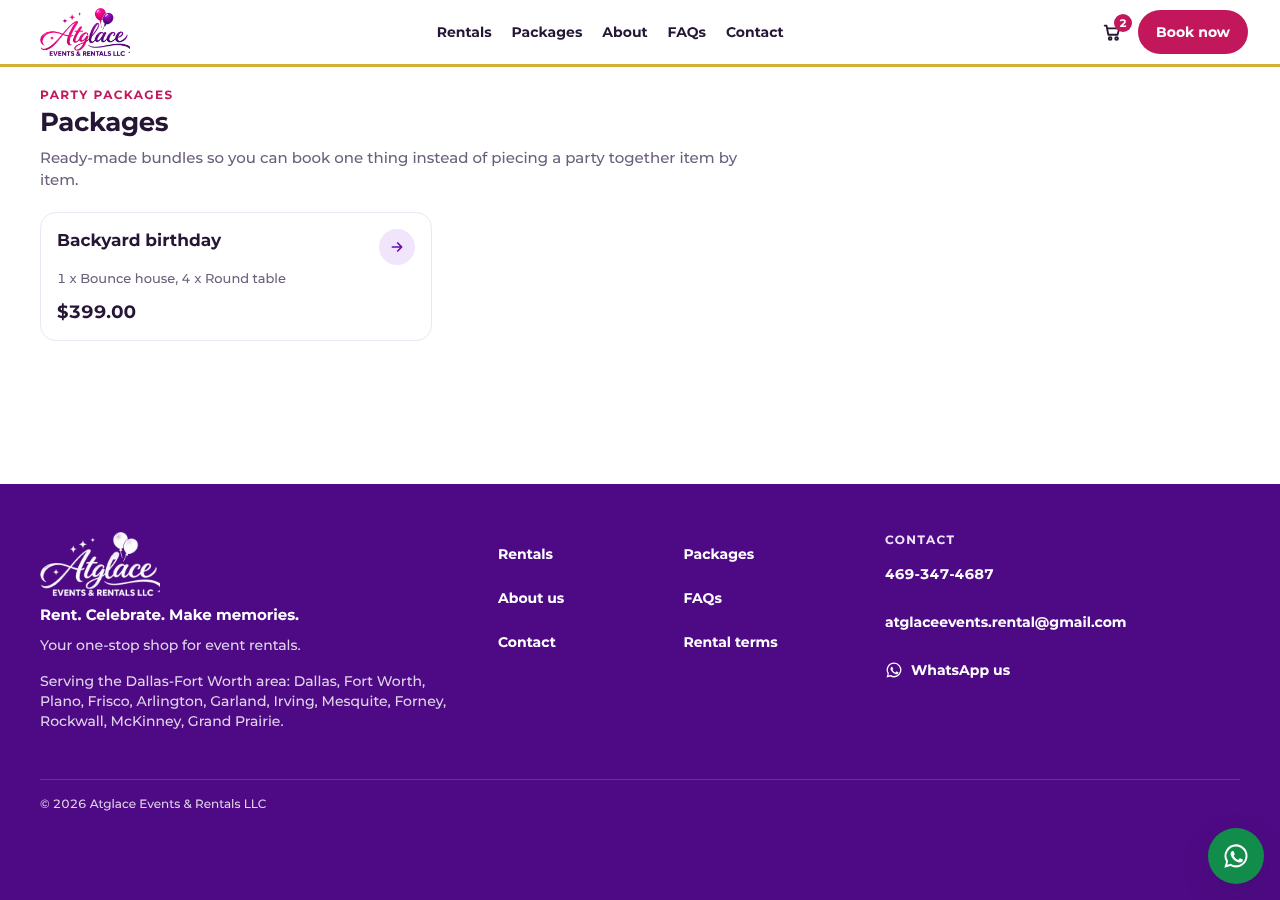 Atglace
EVENTS & RENTALS LLC
Rentals
Packages
About
FAQs
Contact
2
Book now
PARTY PACKAGES
Packages
Ready-made bundles so you can book one thing instead of piecing a party together item by
item.
Backyard birthday
1 x Bounce house, 4 x Round table
$399.00
Atglace
EVENTS & RENTALS LLC
Rent. Celebrate. Make memories.
Your one-stop shop for event rentals.
Serving the Dallas-Fort Worth area: Dallas, Fort Worth,
Plano, Frisco, Arlington, Garland, Irving, Mesquite, Forney,
Rockwall, McKinney, Grand Prairie.
Rentals
Packages
About us
FAQs
Contact
Rental terms
CONTACT
469-347-4687
atglaceevents.rental@gmail.com
WhatsApp us
© 2026 Atglace Events & Rentals LLC